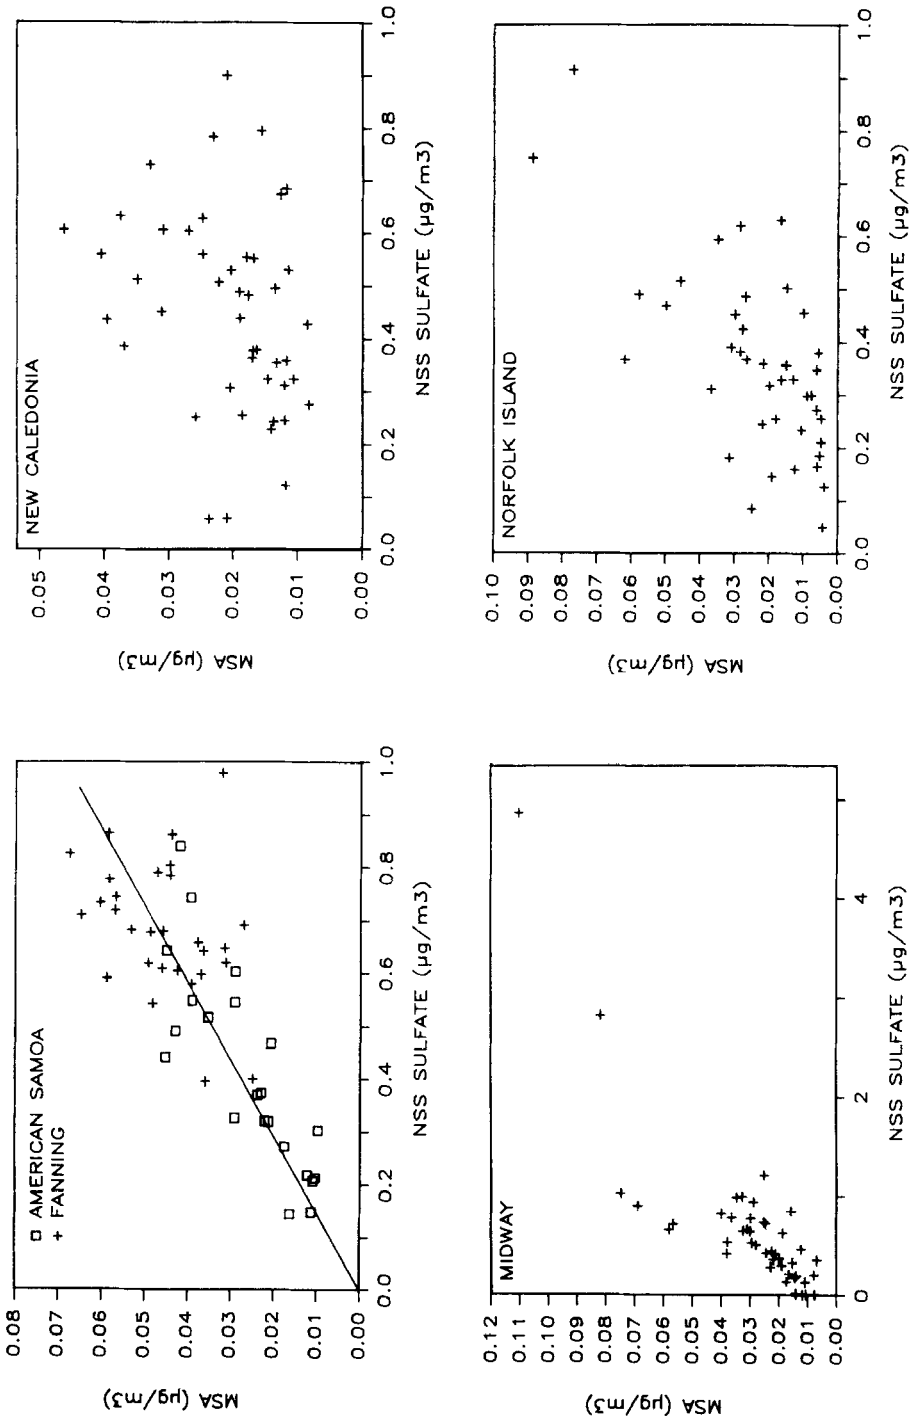 MSA (µg/m3)
0.08
0.07
0.06
0.05
0.04
0.03
0.02
0.01
0.00
AMERICAN SAMOA
FANNING
0.0 0.2 0.4 0.6 0.8 1.0
NSS SULFATE (µg/m3)
MSA (µg/m3)
0.05
0.04
0.03
0.02
0.01
0.00
NEW CALEDONIA
0.0 0.2 0.4 0.6 0.8 1.0
NSS SULFATE (µg/m3)
MSA (µg/m3)
0.12
0.11
0.10
0.09
0.08
0.07
0.06
0.05
0.04
0.03
0.02
0.01
0.00
MIDWAY
0 2 4
NSS SULFATE (µg/m3)
MSA (µg/m3)
0.10
0.09
0.08
0.07
0.06
0.05
0.04
0.03
0.02
0.01
0.00
NORFOLK ISLAND
0.0 0.2 0.4 0.6 0.8 1.0
NSS SULFATE (µg/m3)